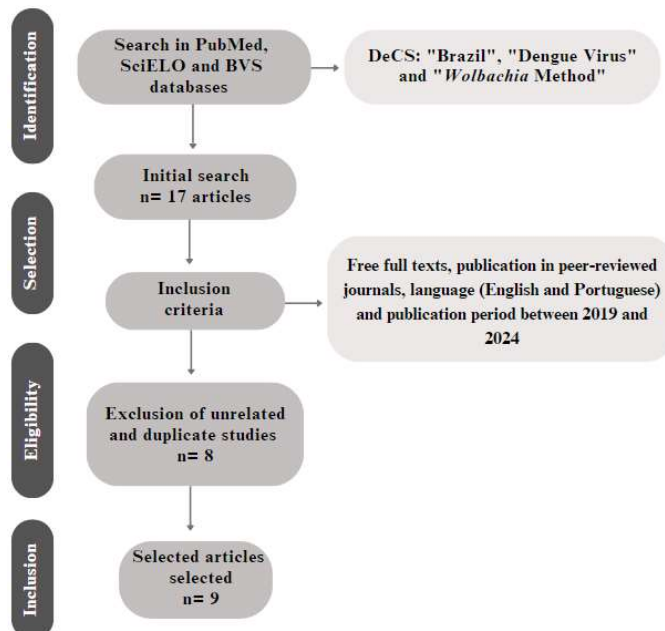 Identification
Search in PubMed,
SciELO and BVS
databases
DeCS: "Brazil", "Dengue Virus"
and "Wolbachia Method"
Initial search
n= 17 articles
Selection
Inclusion
criteria
Free full texts, publication in peer-reviewed
journals, language (English and Portuguese)
and publication period between 2019 and
2024
Eligibility
Exclusion of unrelated
and duplicate studies
n= 8
Inclusion
Selected articles
selected
n= 9